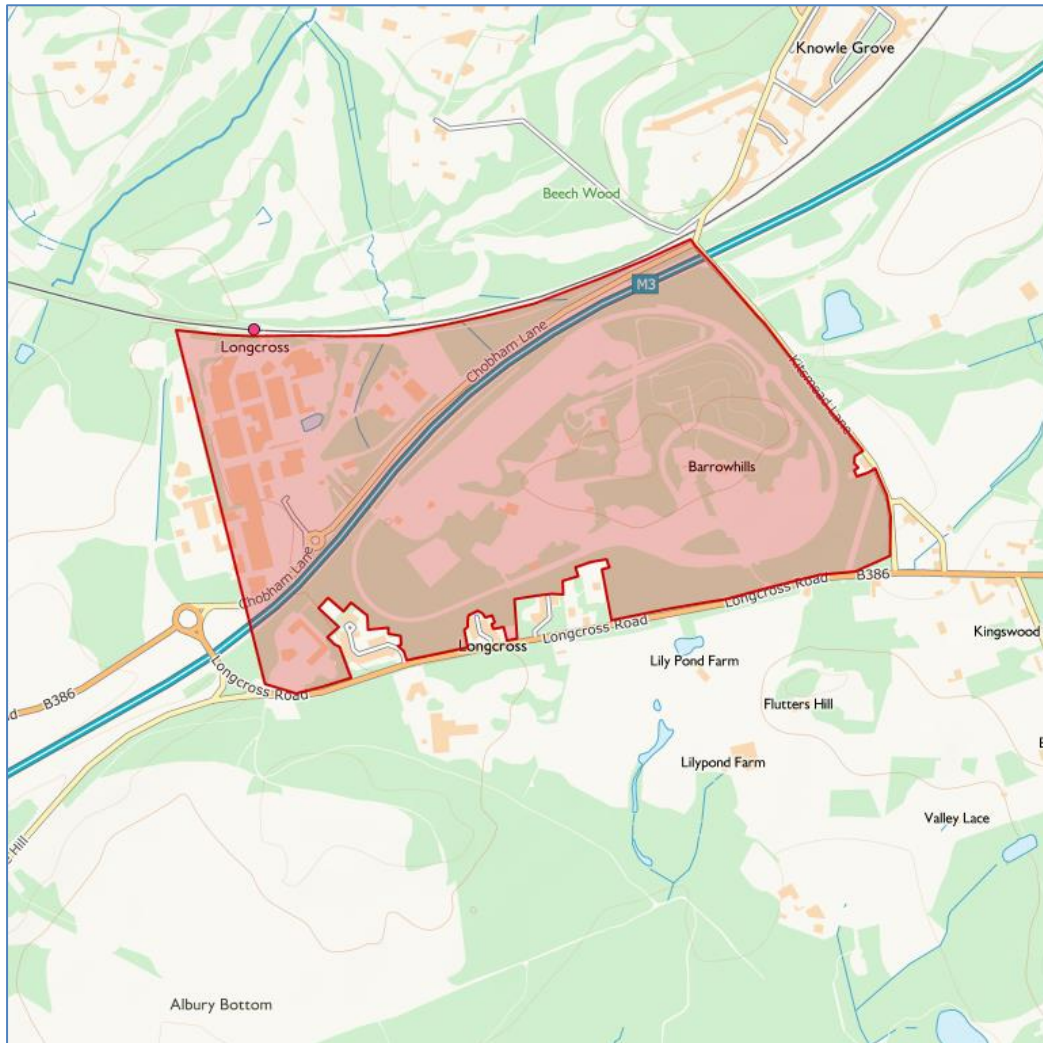 Knowle Grove
Beech Wood
M3
Longcross
Chobham Lane
Kitsmead Lane
Barrowhills
Chobham Lane
B386
Longcross Road
Longcross Road
Longcross
Kingswood
Lily Pond Farm
Longcross Road
B386
Flutters Hill
Lilypond Farm
Valley Lace
Hill
Albury Bottom